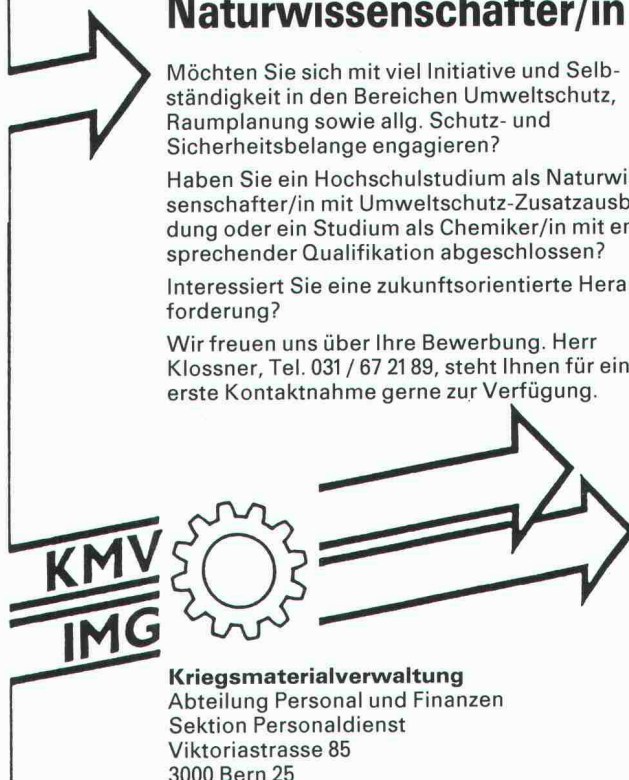 Naturwissenschafter/in
Möchten Sie sich mit viel Initiative und Selb-
ständigkeit in den Bereichen Umweltschutz,
Raumplanung sowie allg. Schutz- und
Sicherheitsbelange engagieren?
Haben Sie ein Hochschulstudium als Naturwi
senschafter/in mit Umweltschutz-Zusatzausb
dung oder ein Studium als Chemiker/in mit en
sprechender Qualifikation abgeschlossen?
Interessiert Sie eine zukunftsorientierte Hera
forderung?
Wir freuen uns über Ihre Bewerbung. Herr
Klossner, Tel. 031 / 67 21 89, steht Ihnen für ein
erste Kontaktnahme gerne zur Verfügung.
KMV
IMG
Kriegsmaterialverwaltung
Abteilung Personal und Finanzen
Sektion Personaldienst
Viktoriastrasse 85
3000 Bern 25